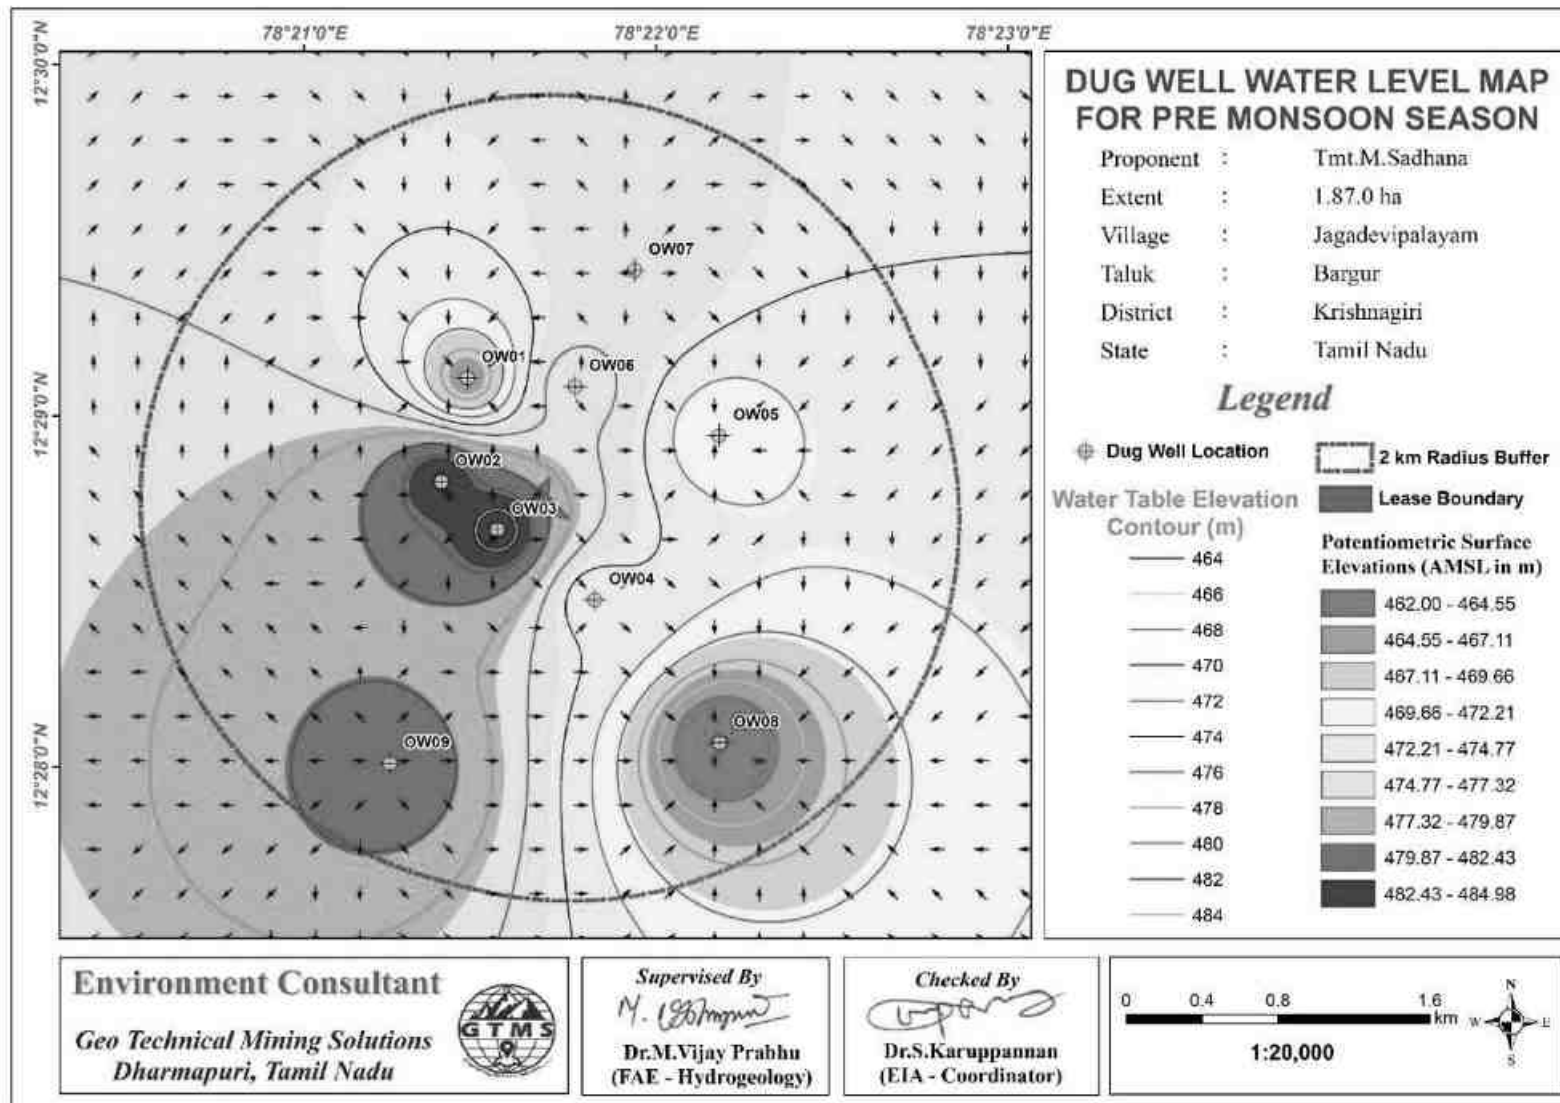 78°21'0"E
78°22'0"E
78°23'0"E
12°30'0"N
12°29'0"N
12°28'0"N
OW07
OW01
OW06
OW05
OW02
OW03
OW04
OW08
OW09
DUG WELL WATER LEVEL MAP
FOR PRE MONSOON SEASON
Proponent : Tmt.M.Sadhana
Extent : 1.87.0 ha
Village : Jagadevipalayam
Taluk : Bargur
District : Krishnagiri
State : Tamil Nadu
Legend
Dug Well Location
2 km Radius Buffer
Lease Boundary
Water Table Elevation
Contour (m)
464
466
468
470
472
474
476
478
480
482
484
Potentiometric Surface
Elevations (AMSL in m)
462.00 - 464.55
464.55 - 467.11
467.11 - 469.66
469.66 - 472.21
472.21 - 474.77
474.77 - 477.32
477.32 - 479.87
479.87 - 482.43
482.43 - 484.98
Environment Consultant
Geo Technical Mining Solutions
Dharmapuri, Tamil Nadu
GTMS
Supervised By
Dr.M.Vijay Prabhu
(FAE - Hydrogeology)
Checked By
Dr.S.Karuppannan
(EIA - Coordinator)
0 0.4 0.8 1.6
km
1:20,000
N
W E
S